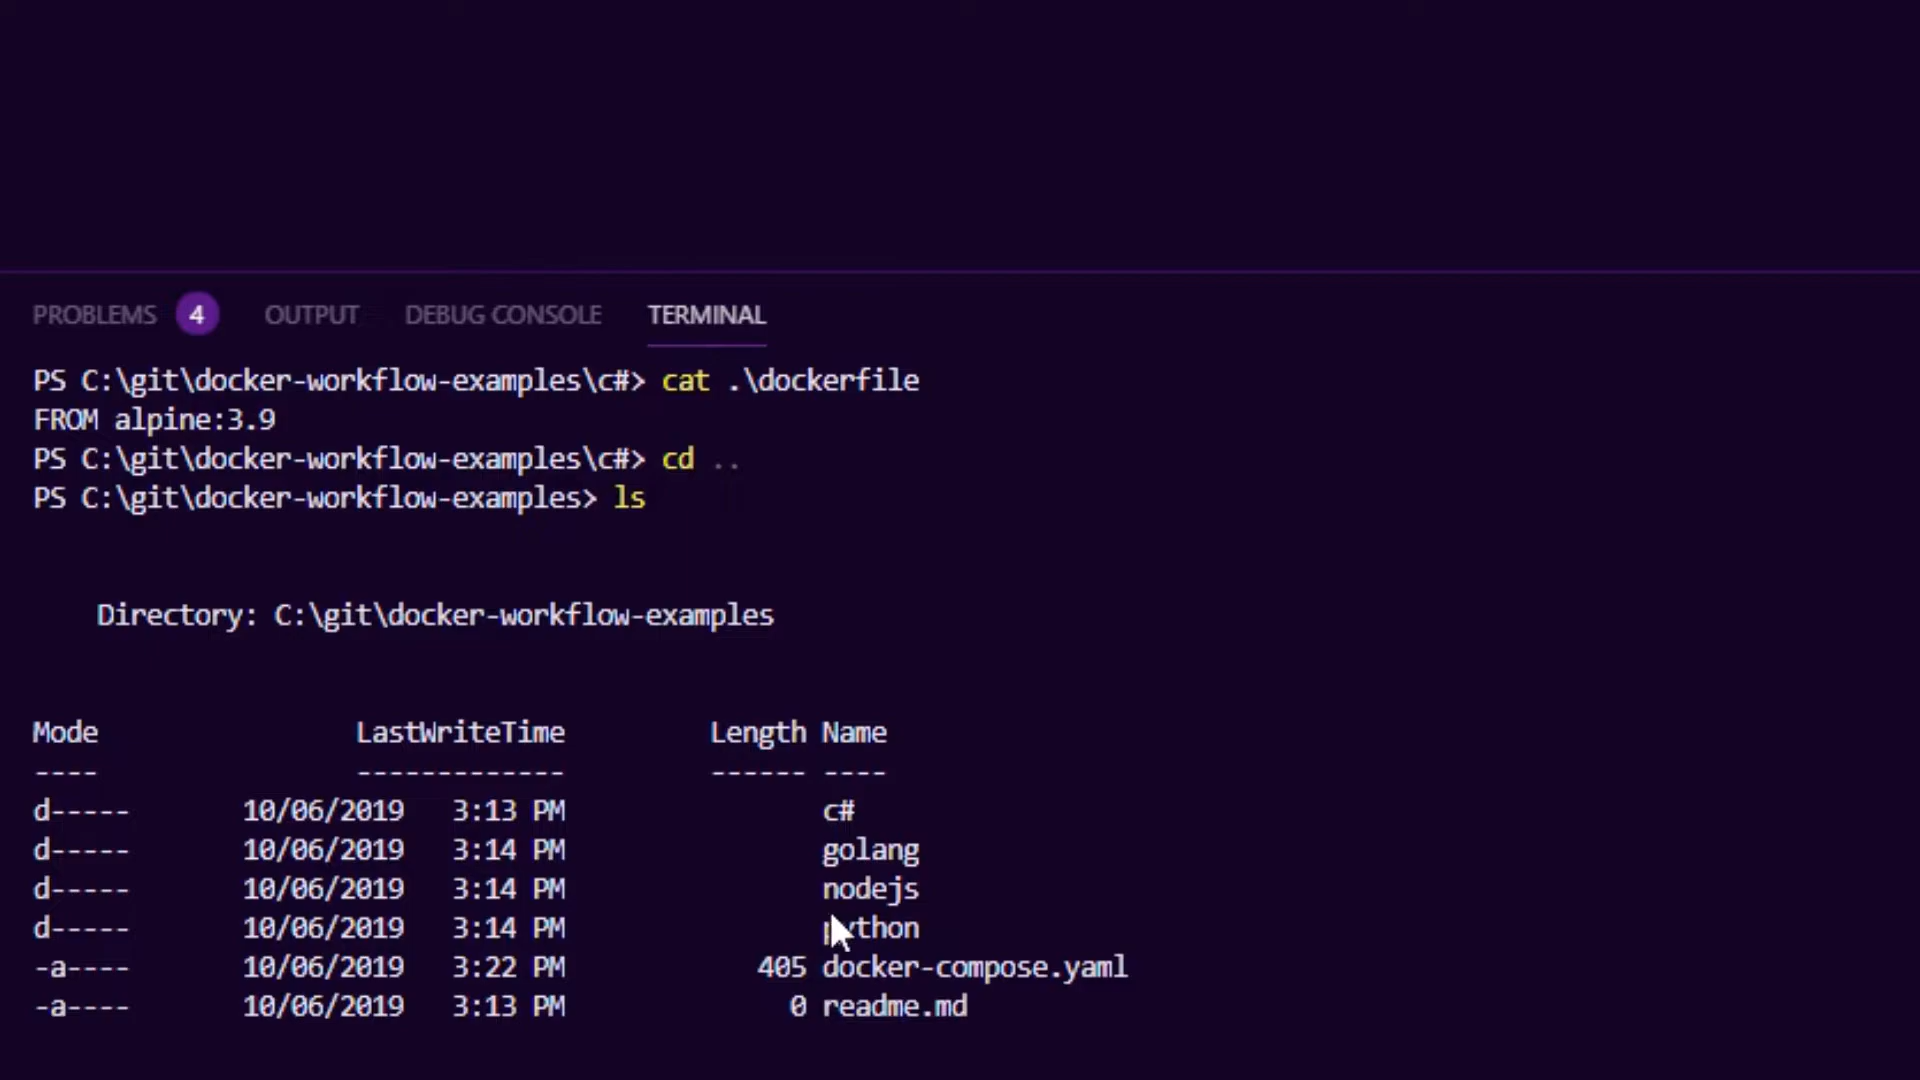 PROBLEMS 4 OUTPUT DEBUG CONSOLE TERMINAL
PS C:\git\docker-workflow-examples\c#> cat .\dockerfile
FROM alpine:3.9
PS C:\git\docker-workflow-examples\c#> cd ..
PS C:\git\docker-workflow-examples> ls
Directory: C:\git\docker-workflow-examples
Mode LastWriteTime Length Name
---- ------------- ------ ----
d----- 10/06/2019 3:13 PM c#
d----- 10/06/2019 3:14 PM golang
d----- 10/06/2019 3:14 PM nodejs
d----- 10/06/2019 3:14 PM python
-a---- 10/06/2019 3:22 PM 405 docker-compose.yaml
-a---- 10/06/2019 3:13 PM 0 readme.md